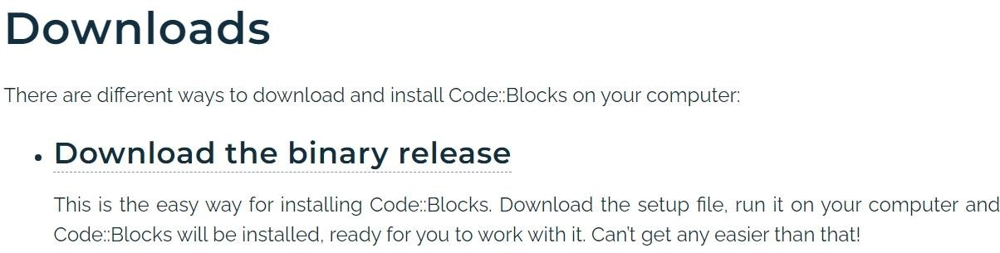 Downloads
There are different ways to download and install Code::Blocks on your computer:
Download the binary release
This is the easy way for installing Code::Blocks. Download the setup file, run it on your computer and
Code::Blocks will be installed, ready for you to work with it. Can’t get any easier than that!